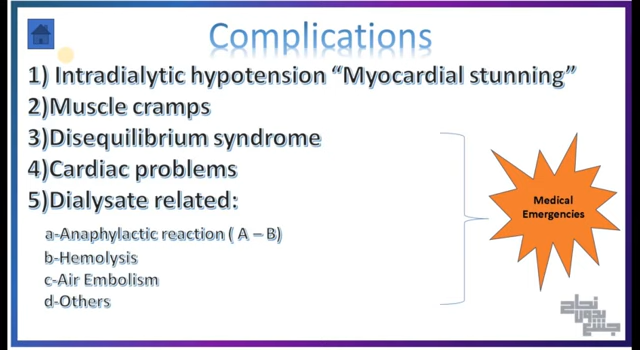 Complications
1) Intradialytic hypotension “Myocardial stunning”
2)Muscle cramps
3)Disequilibrium syndrome
4)Cardiac problems
5)Dialysate related:
a-Anaphylactic reaction ( A – B)
b-Hemolysis
c-Air Embolism
d-Others
Medical
Emergencies